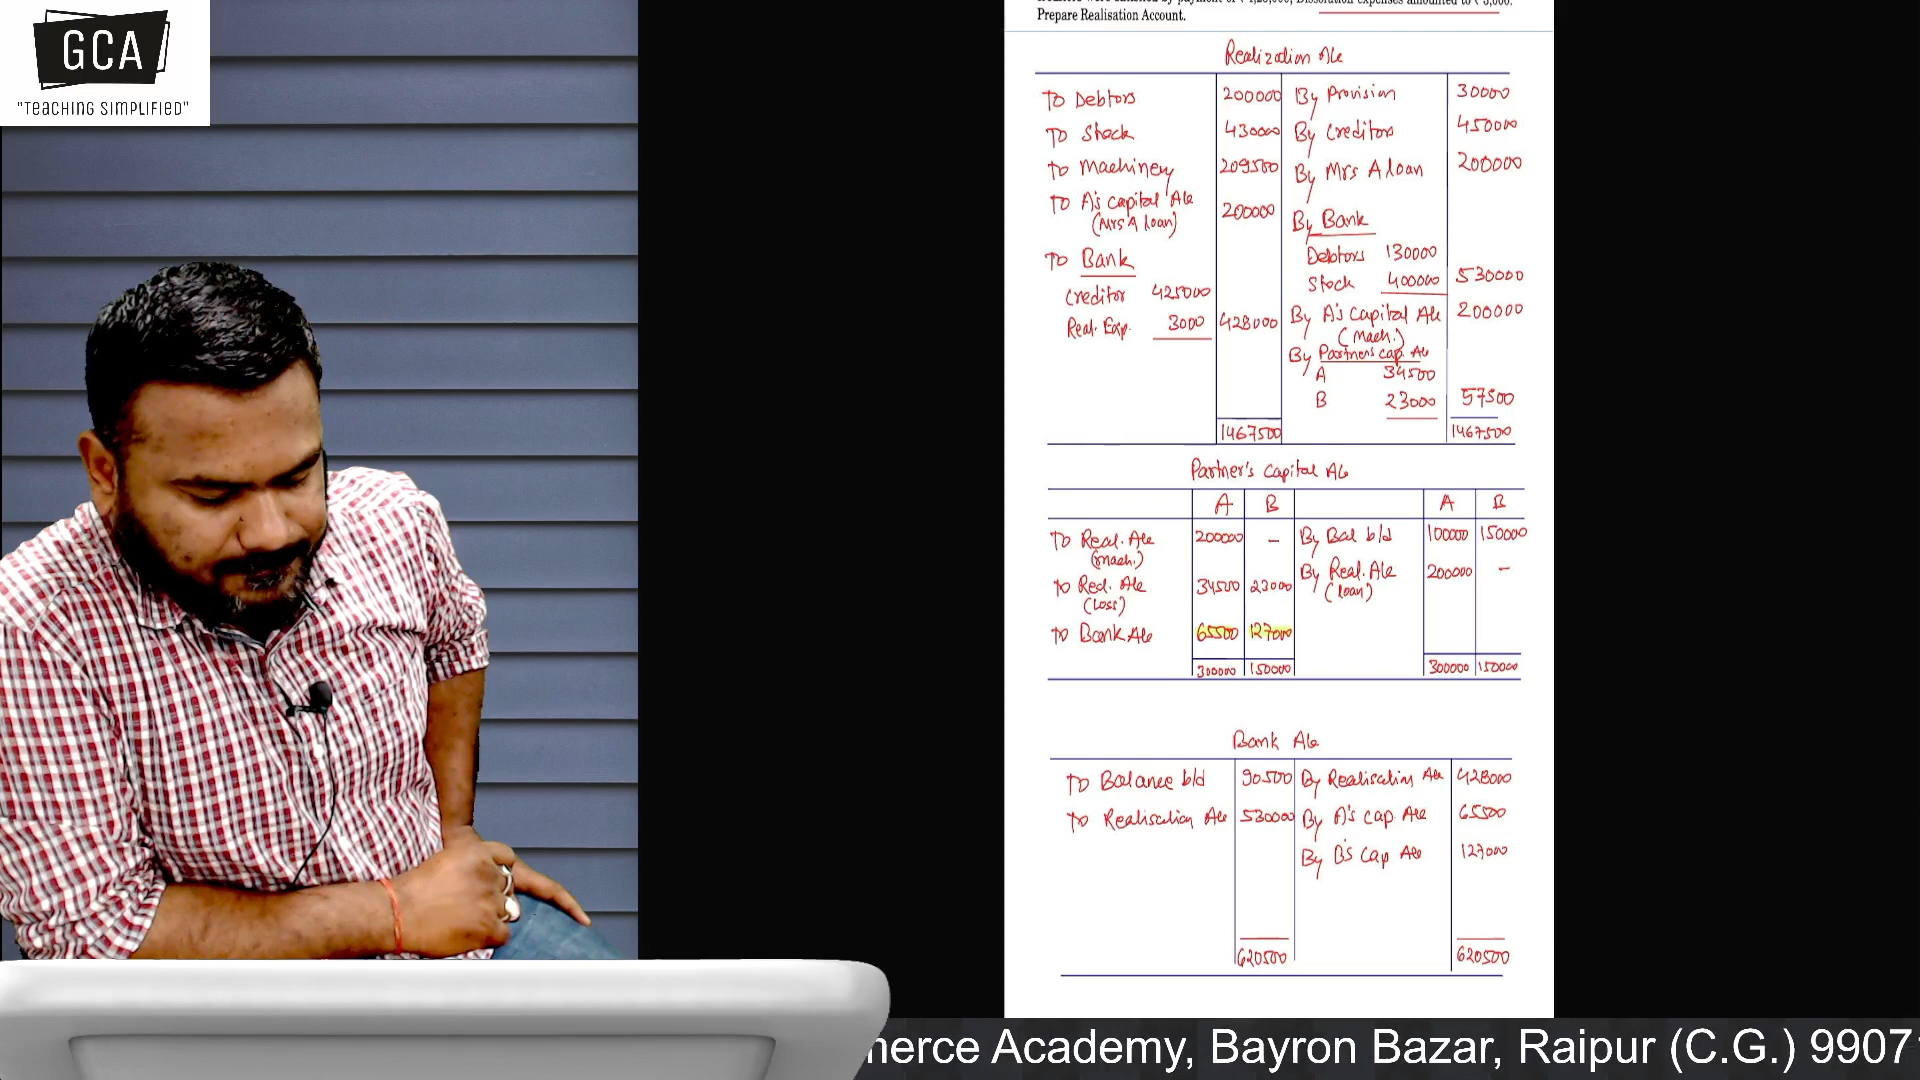 GCA
"TEACHING SIMPLIFIED"
Prepare Realisation Account.
Realization A/c
To Debtors 200000 By Provision 30000
To Stock 430000 By Creditors 450000
To Machinery 209500 By Mrs A loan 200000
To A's Capital A/c 200000
(Mrs A loan)
By Bank
To Bank
Debtors 130000
Creditor 425000
Stock 400000 530000
Real. Exp. 3000 428000
By A's Capital A/c 200000
(Mach.)
By Partner's cap. A/c
A 34500
B 23000 57500
1467500 1467500
Partner's Capital A/c
A B A B
To Real. A/c 200000 – By Bal b/d 100000 150000
(Mach.)
To Real. A/c 34500 23000 By Real. A/c 200000 –
(Loss) (loan)
To Bank A/c 65500 127000
300000 150000 300000 150000
Bank A/c
To Balance b/d 90500 By Realisation A/c 428000
To Realisation A/c 530000 By A's cap A/c 65500
By B's Cap A/c 127000
620500 620500
merce Academy, Bayron Bazar, Raipur (C.G.) 9907